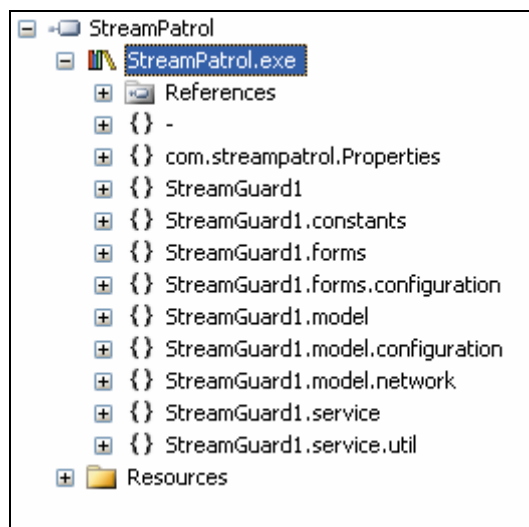 StreamPatrol
StreamPatrol.exe
References
{} -
{} com.streampatrol.Properties
{} StreamGuard1
{} StreamGuard1.constants
{} StreamGuard1.forms
{} StreamGuard1.forms.configuration
{} StreamGuard1.model
{} StreamGuard1.model.configuration
{} StreamGuard1.model.network
{} StreamGuard1.service
{} StreamGuard1.service.util
Resources